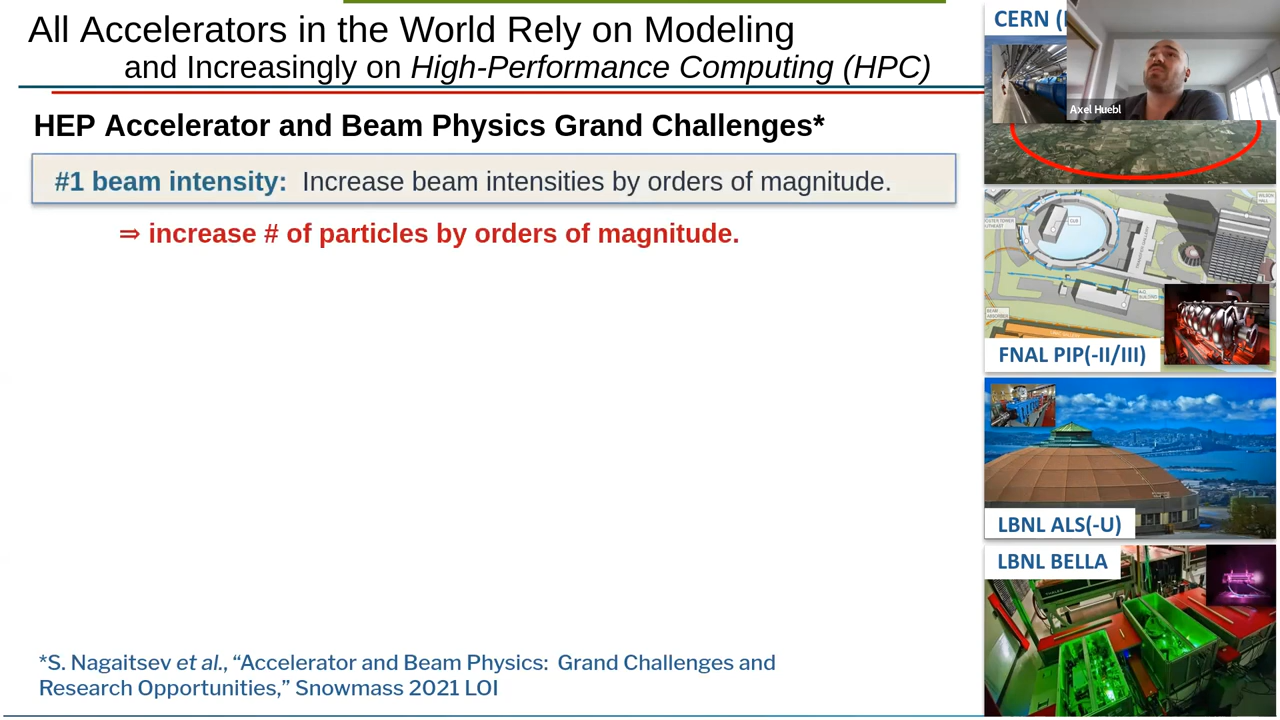 All Accelerators in the World Rely on Modeling
and Increasingly on High-Performance Computing (HPC)
HEP Accelerator and Beam Physics Grand Challenges*
#1 beam intensity: Increase beam intensities by orders of magnitude.
⇒ increase # of particles by orders of magnitude.
*S. Nagaitsev et al., “Accelerator and Beam Physics: Grand Challenges and
Research Opportunities,” Snowmass 2021 LOI
CERN (
Axel Huebl
FNAL PIP(-II/III)
LBNL ALS(-U)
LBNL BELLA